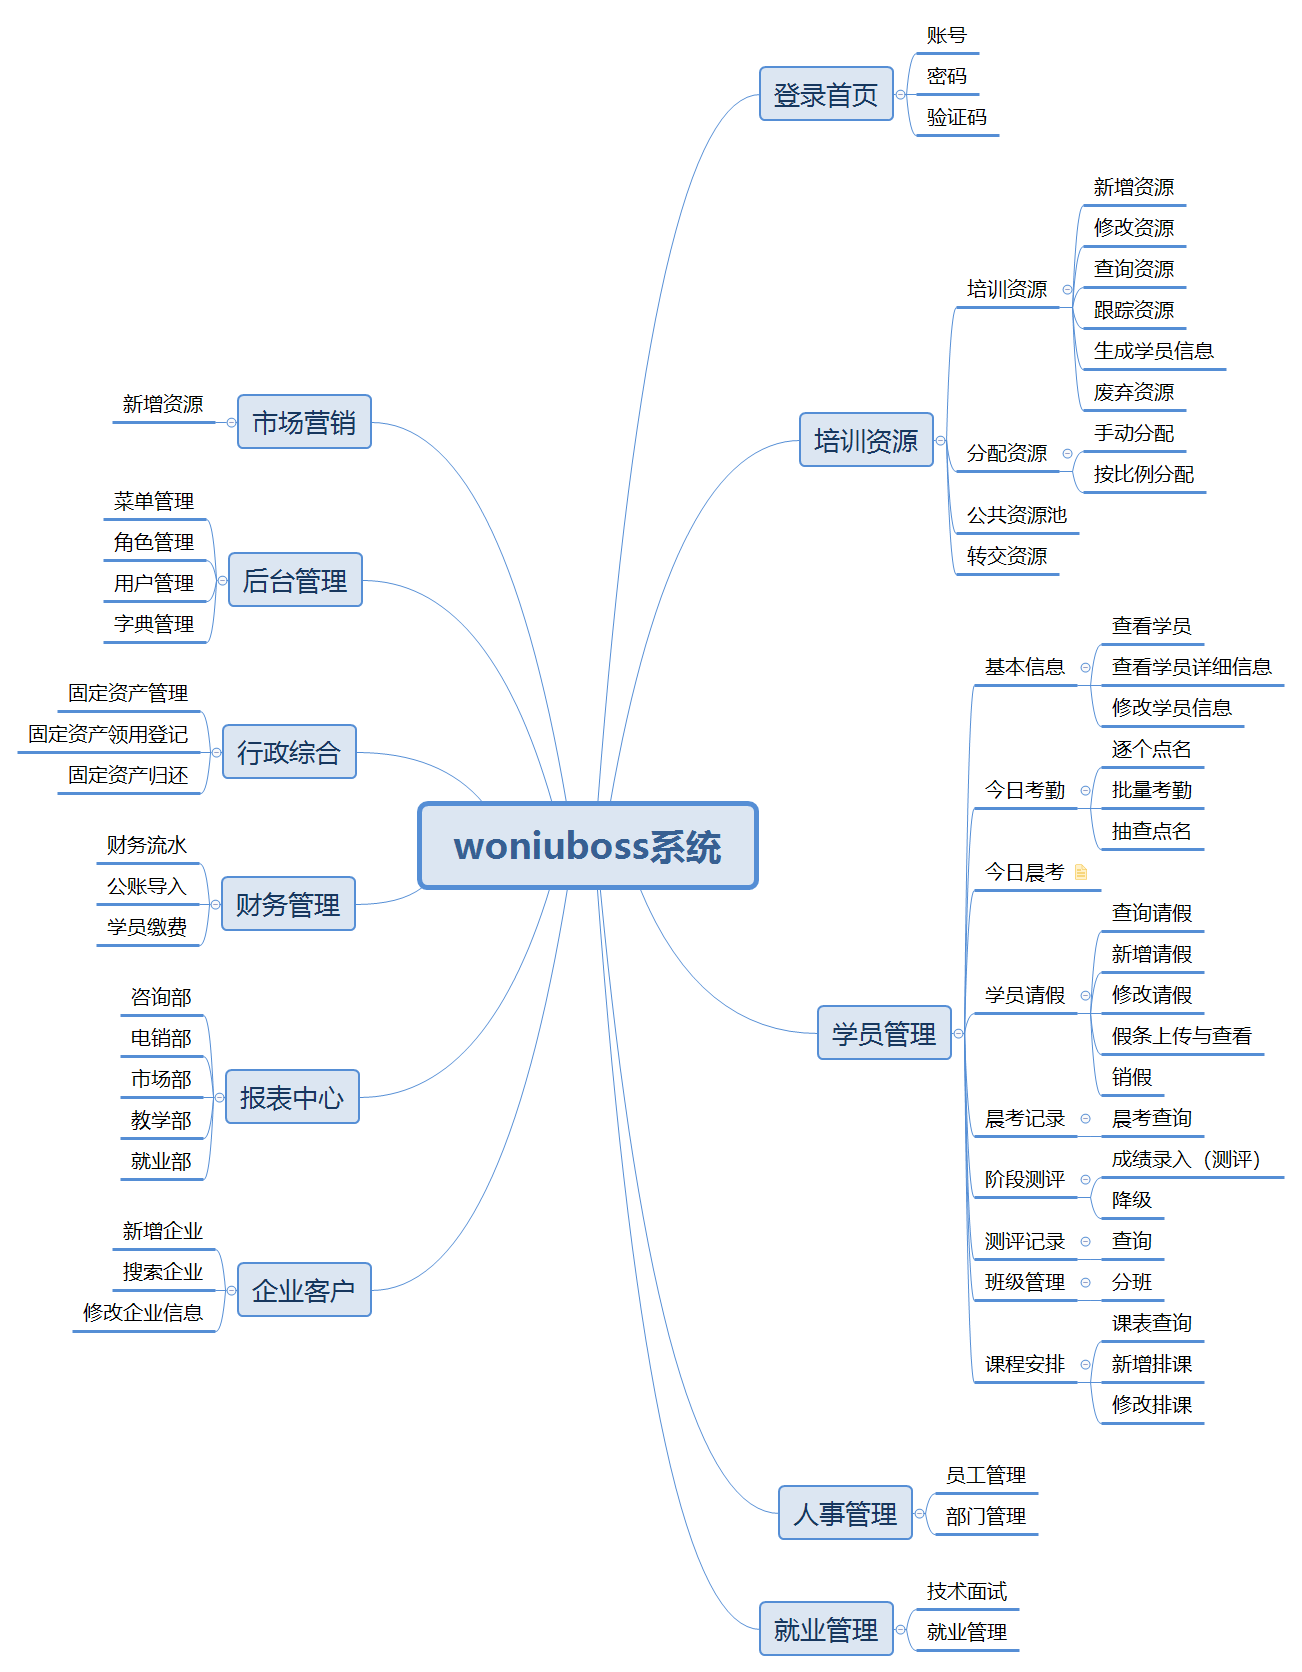 woniuboss系统
登录首页
账号
密码
验证码
培训资源
培训资源
新增资源
修改资源
查询资源
跟踪资源
生成学员信息
废弃资源
分配资源
手动分配
按比例分配
公共资源池
转交资源
学员管理
基本信息
查看学员
查看学员详细信息
修改学员信息
今日考勤
逐个点名
批量考勤
抽查点名
今日晨考
学员请假
查询请假
新增请假
修改请假
假条上传与查看
销假
晨考记录
晨考查询
阶段测评
成绩录入（测评）
降级
测评记录
查询
班级管理
分班
课程安排
课表查询
新增排课
修改排课
人事管理
员工管理
部门管理
就业管理
技术面试
就业管理
市场营销
新增资源
后台管理
菜单管理
角色管理
用户管理
字典管理
行政综合
固定资产管理
固定资产领用登记
固定资产归还
财务管理
财务流水
公账导入
学员缴费
报表中心
咨询部
电销部
市场部
教学部
就业部
企业客户
新增企业
搜索企业
修改企业信息